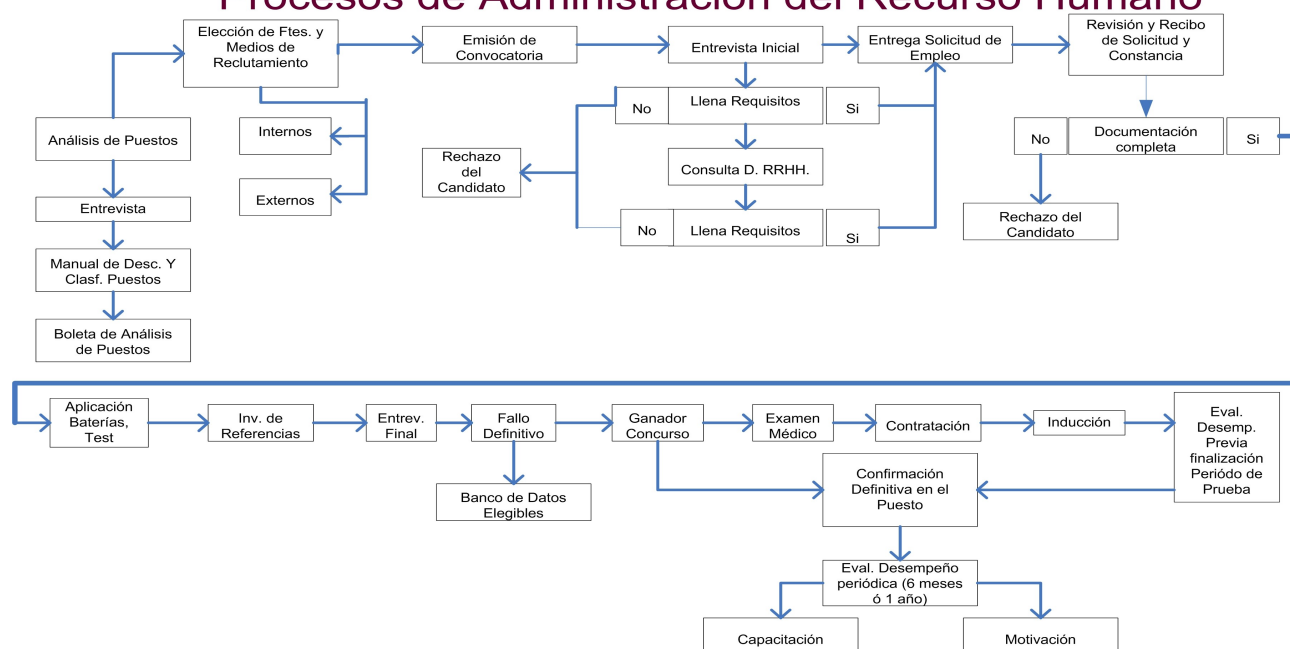 Procesos de Administración del Recurso Humano
Elección de Ftes. y
Medios de
Reclutamiento
Emisión de
Convocatoria
Entrevista Inicial
Entrega Solicitud de
Empleo
Revisión y Recibo
de Solicitud y
Constancia
No
Llena Requisitos
Si
Análisis de Puestos
Internos
No
Documentación
completa
Si
Rechazo
del
Candidato
Consulta D. RRHH.
Entrevista
Externos
No
Llena Requisitos
Si
Rechazo del
Candidato
Manual de Desc. Y
Clasf. Puestos
Boleta de Análisis
de Puestos
Aplicación
Baterías,
Test
Inv. de
Referencias
Entrev.
Final
Fallo
Definitivo
Ganador
Concurso
Examen
Médico
Contratación
Inducción
Eval.
Desemp.
Previa
finalización
Periódo de
Prueba
Banco de Datos
Elegibles
Confirmación
Definitiva en el
Puesto
Eval. Desempeño
periódica (6 meses
ó 1 año)
Capacitación
Motivación